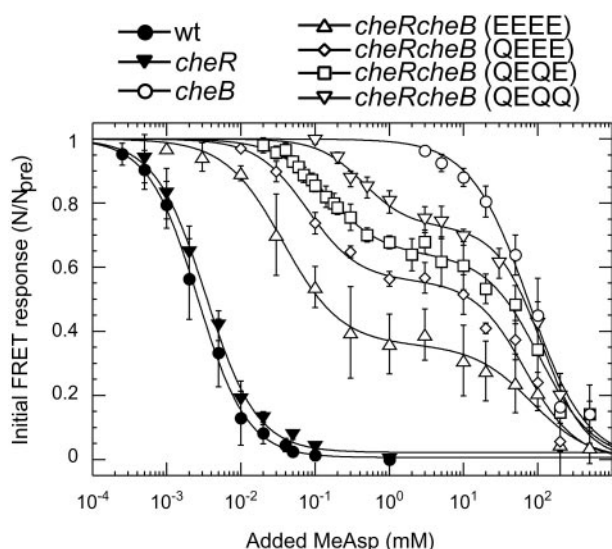 wt
cheR
cheB
cheRcheB (EEEE)
cheRcheB (QEEE)
cheRcheB (QEQE)
cheRcheB (QEQQ)
Initial FRET response (N/Npre)
1
0.8
0.6
0.4
0.2
0
10-4 10-3 10-2 10-1 100 101 102
Added MeAsp (mM)